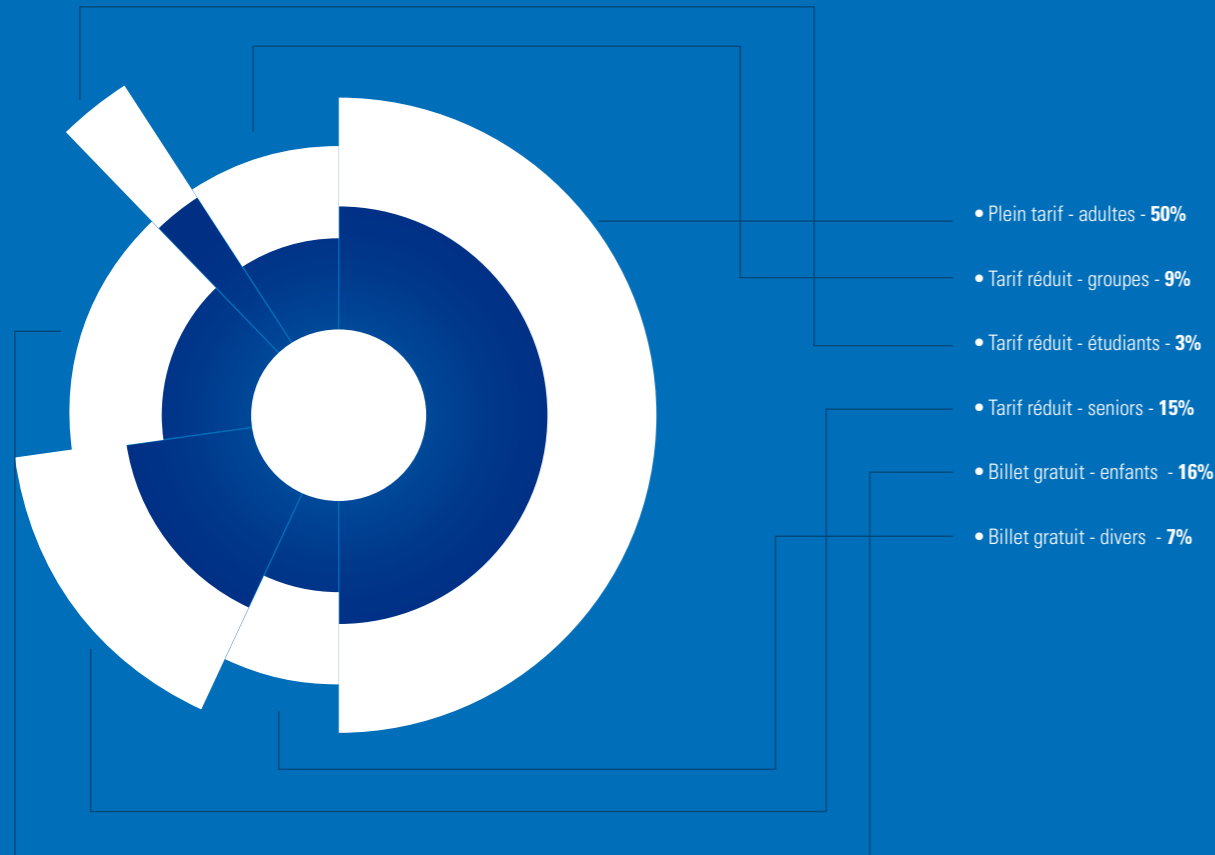 • Plein tarif - adultes - 50%
• Tarif réduit - groupes - 9%
• Tarif réduit - étudiants - 3%
• Tarif réduit - seniors - 15%
• Billet gratuit - enfants - 16%
• Billet gratuit - divers - 7%